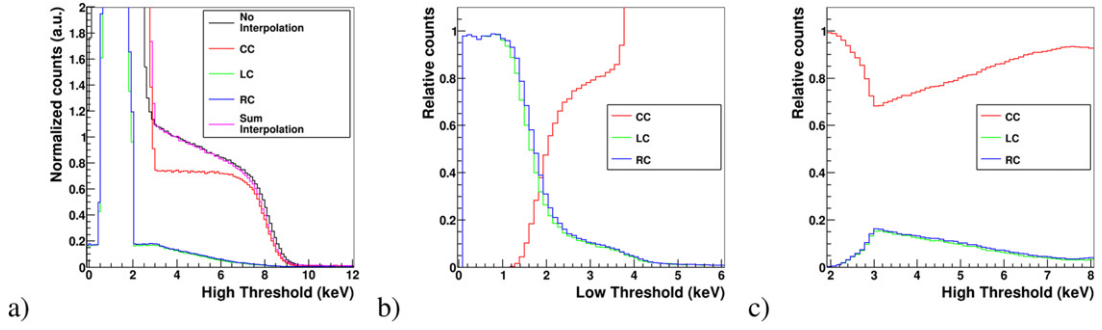 a)
Normalized counts (a.u.)
2
1.8
1.6
1.4
1.2
1
0.8
0.6
0.4
0.2
0
0 2 4 6 8 10 12
High Threshold (keV)
No
Interpolation
CC
LC
RC
Sum
Interpolation
b)
Relative counts
1
0.8
0.6
0.4
0.2
0
0 2 4 6
Low Threshold (keV)
CC
LC
RC
c)
Relative counts
1
0.8
0.6
0.4
0.2
0
2 3 4 5 6 7 8
High Threshold (keV)
CC
LC
RC